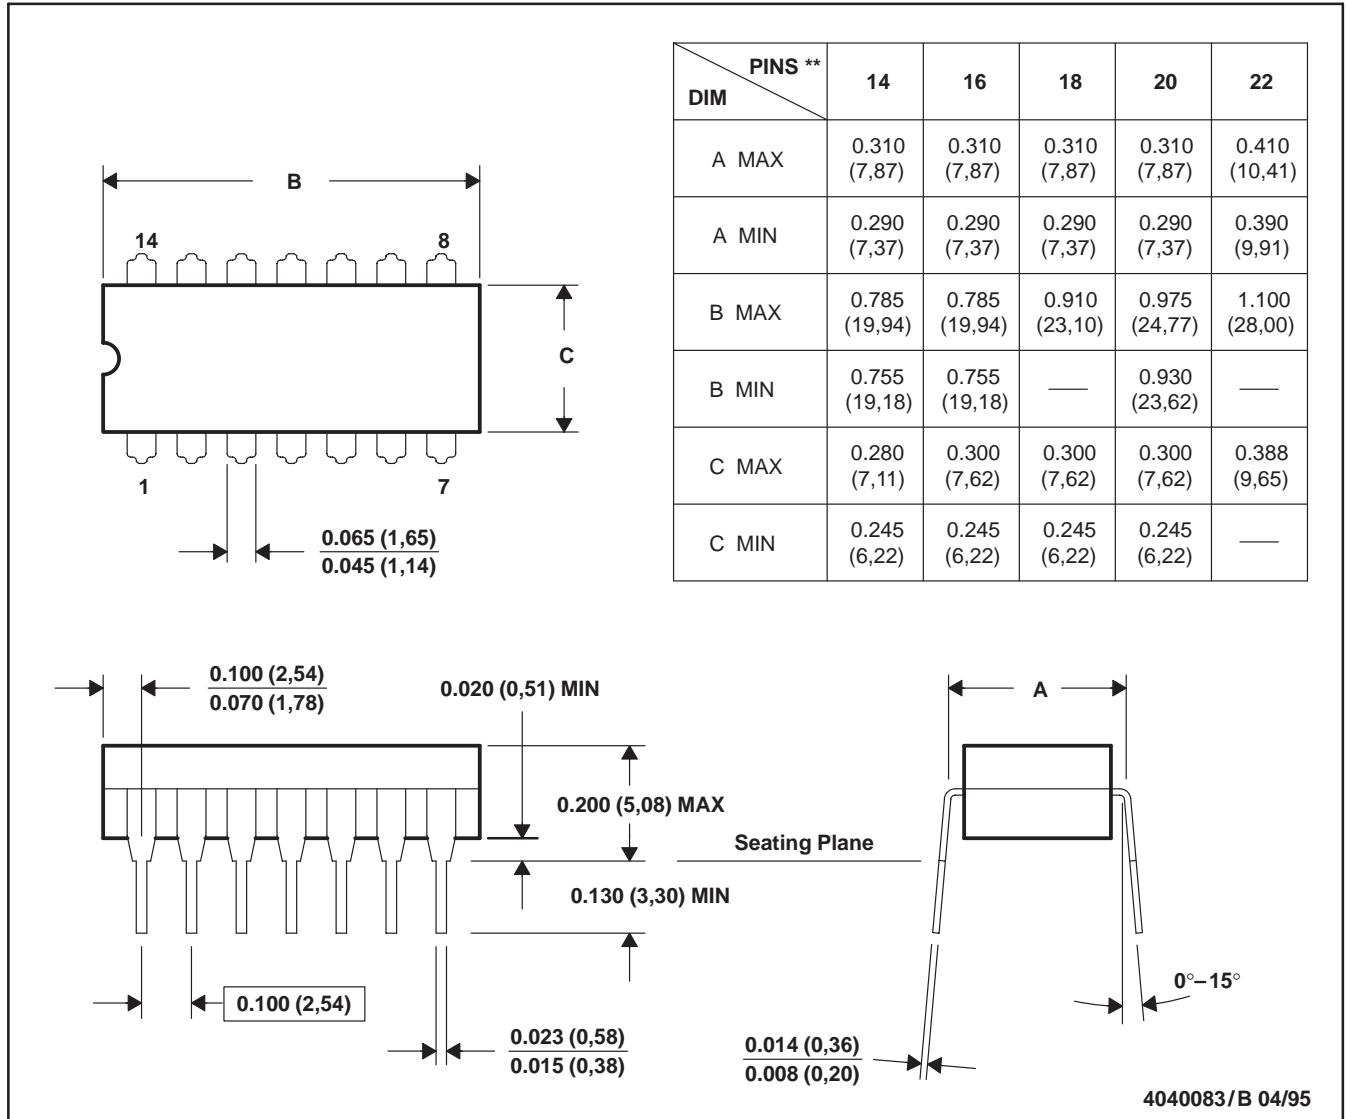 PINS **
DIM
14 16 18 20 22
A MAX
0.310 0.310 0.310 0.310 0.410
(7,87) (7,87) (7,87) (7,87) (10,41)
A MIN
0.290 0.290 0.290 0.290 0.390
(7,37) (7,37) (7,37) (7,37) (9,91)
B MAX
0.785 0.785 0.910 0.975 1.100
(19,94) (19,94) (23,10) (24,77) (28,00)
B MIN
0.755 0.755 — 0.930 —
(19,18) (19,18) (23,62)
C MAX
0.280 0.300 0.300 0.300 0.388
(7,11) (7,62) (7,62) (7,62) (9,65)
C MIN
0.245 0.245 0.245 0.245 —
(6,22) (6,22) (6,22) (6,22)
B
14 8
C
1 7
0.065 (1,65)
0.045 (1,14)
0.100 (2,54)
0.070 (1,78)
0.020 (0,51) MIN
A
0.200 (5,08) MAX
Seating Plane
0.130 (3,30) MIN
0.100 (2,54)
0°–15°
0.023 (0,58)
0.015 (0,38)
0.014 (0,36)
0.008 (0,20)
4040083/B 04/95